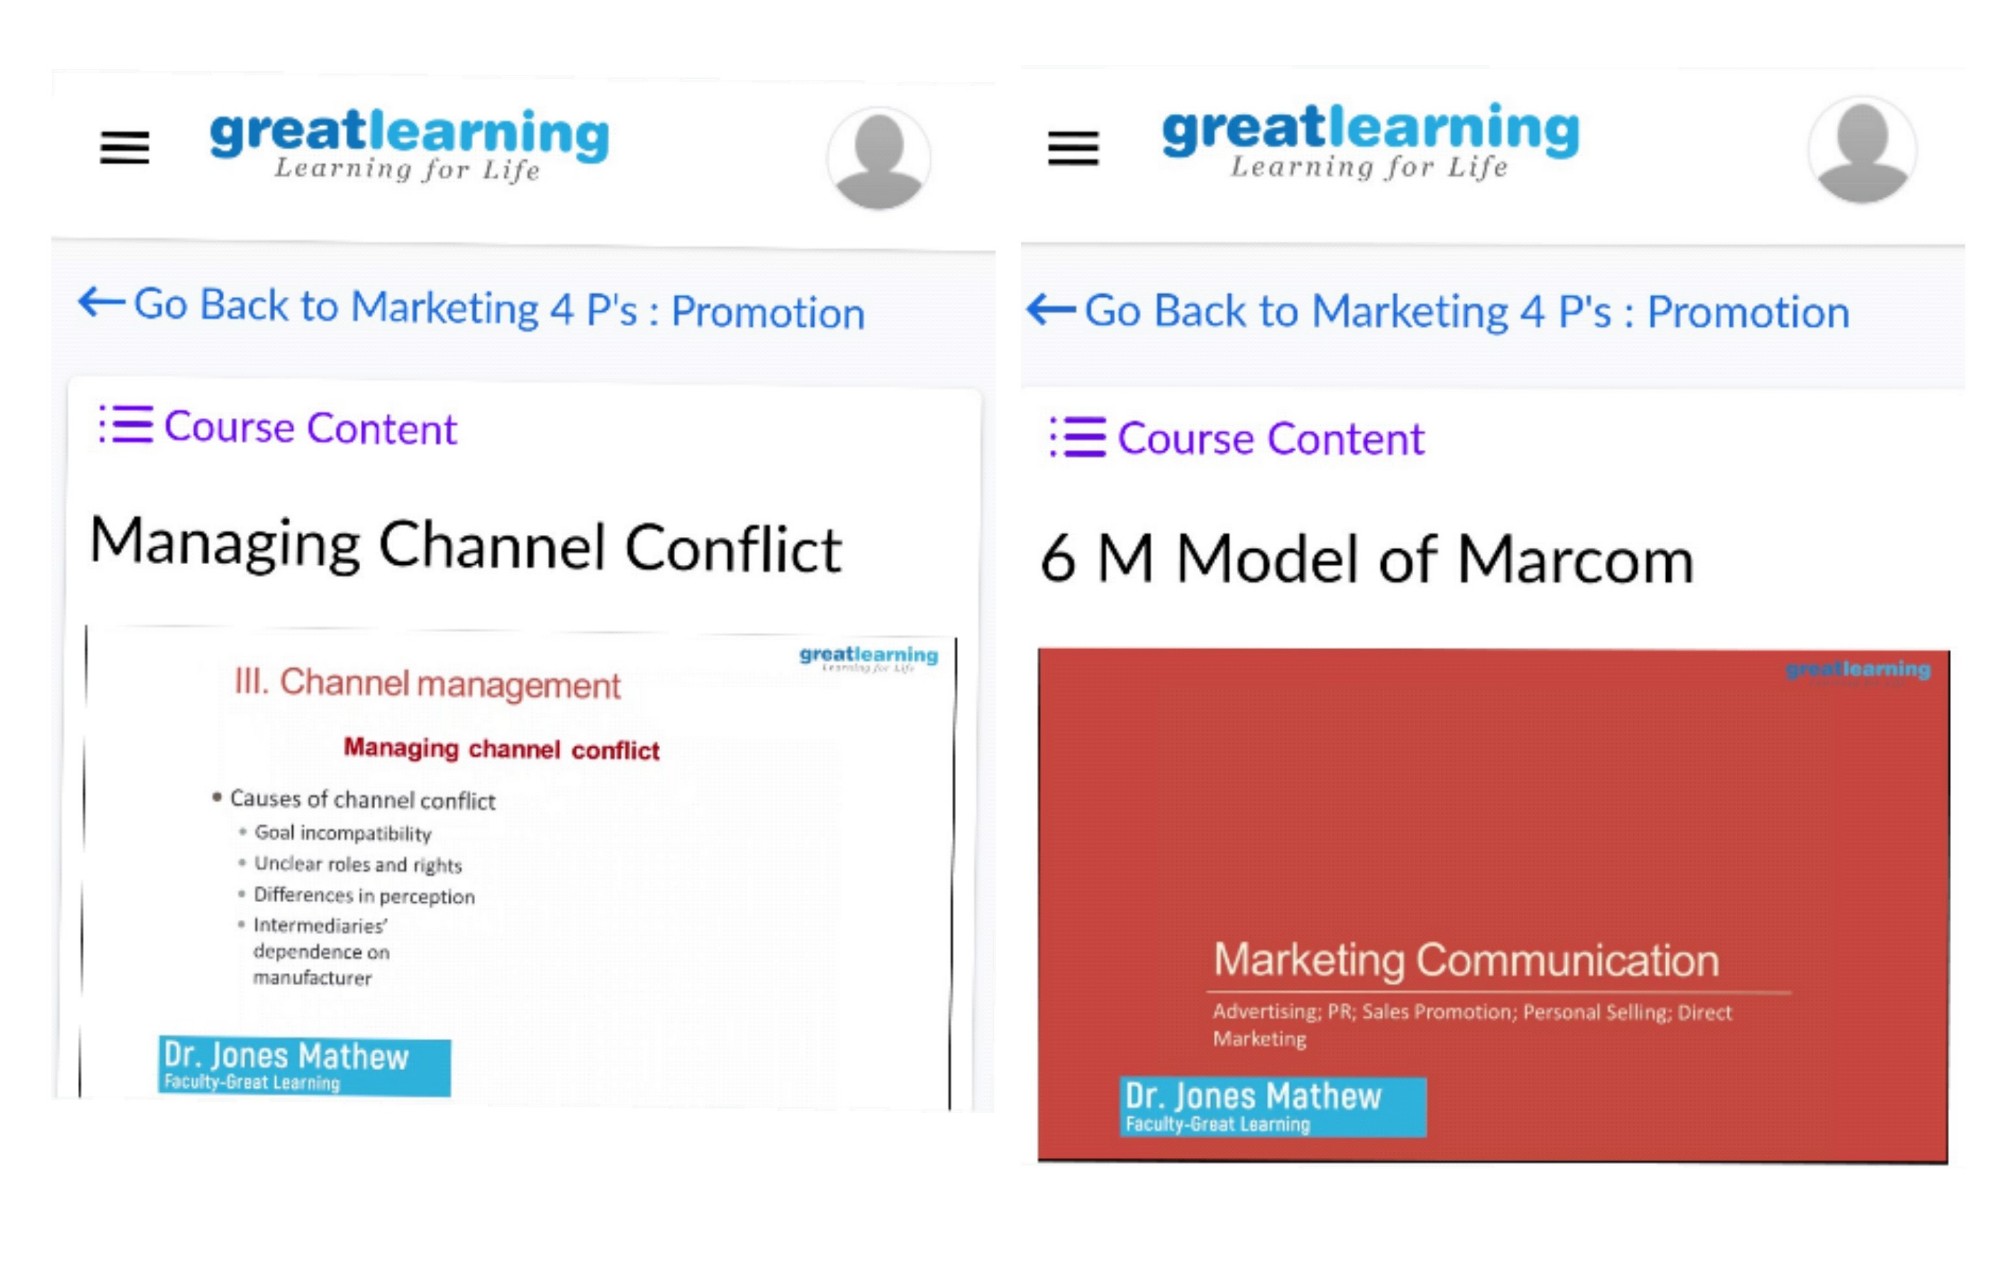 greatlearning
Learning for Life
Go Back to Marketing 4 P's : Promotion
Course Content
Managing Channel Conflict
greatlearning
Learning for Life
III. Channel management
Managing channel conflict
• Causes of channel conflict
• Goal incompatibility
• Unclear roles and rights
• Differences in perception
• Intermediaries'
dependence on
manufacturer
Dr. Jones Mathew
Faculty-Great Learning
greatlearning
Learning for Life
Go Back to Marketing 4 P's : Promotion
Course Content
6 M Model of Marcom
greatlearning
Marketing Communication
Advertising; PR; Sales Promotion; Personal Selling; Direct
Marketing
Dr. Jones Mathew
Faculty-Great Learning